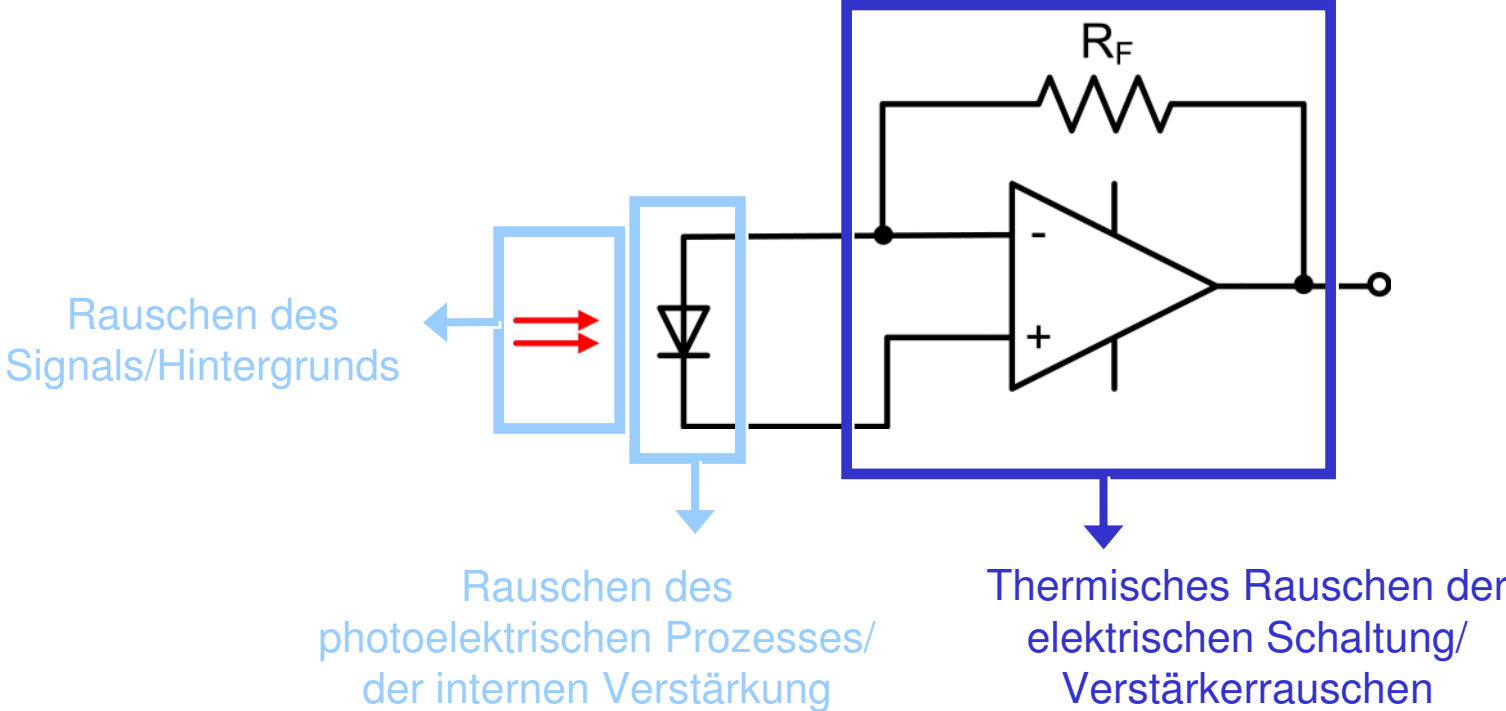 R_F
-
+
Rauschen des
Signals/Hintergrunds
Rauschen des
photoelektrischen Prozesses/
der internen Verstärkung
Thermisches Rauschen der
elektrischen Schaltung/
Verstärkerrauschen